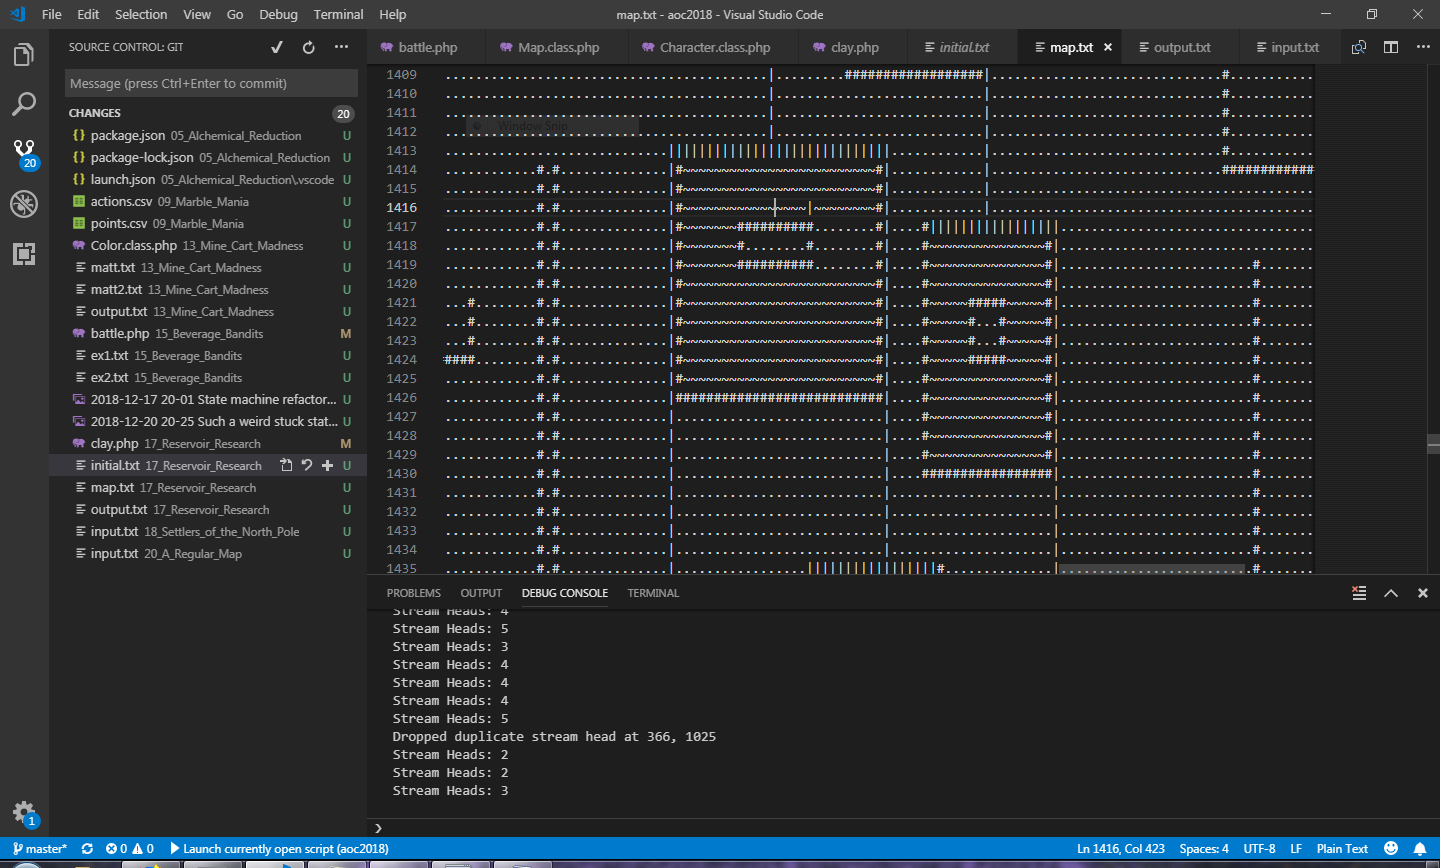 File Edit Selection View Go Debug Terminal Help
map.txt - aoc2018 - Visual Studio Code
SOURCE CONTROL: GIT
Message (press Ctrl+Enter to commit)
CHANGES 20
package.json 05_Alchemical_Reduction U
package-lock.json 05_Alchemical_Reduction U
launch.json 05_Alchemical_Reduction\.vscode U
actions.csv 09_Marble_Mania U
points.csv 09_Marble_Mania U
Color.class.php 13_Mine_Cart_Madness U
matt.txt 13_Mine_Cart_Madness U
matt2.txt 13_Mine_Cart_Madness U
output.txt 13_Mine_Cart_Madness U
battle.php 15_Beverage_Bandits M
ex1.txt 15_Beverage_Bandits U
ex2.txt 15_Beverage_Bandits U
2018-12-17 20-01 State machine refactor... U
2018-12-20 20-25 Such a weird stuck stat... U
clay.php 17_Reservoir_Research M
initial.txt 17_Reservoir_Research U
map.txt 17_Reservoir_Research U
output.txt 17_Reservoir_Research U
input.txt 18_Settlers_of_the_North_Pole U
input.txt 20_A_Regular_Map U
20
1
battle.php Map.class.php Character.class.php clay.php initial.txt map.txt output.txt input.txt
1409 ..........................................|.........##################|..............................#...........
1410 ..........................................|...........................|..............................#...........
1411 ..........................................|...........................|..............................#...........
1412 ..........................................|...........................|..............................#...........
Window Snip
1413 .............................|||||||||||||||||||||||||||||............|..............................#...........
1414 ............#.#..............|#~~~~~~~~~~~~~~~~~~~~~~~~~#|............|..............................############
1415 ............#.#..............|#~~~~~~~~~~~~~~~~~~~~~~~~~#|............|..........................................
1416 ............#.#..............|#~~~~~~~~~~~~~~~~|~~~~~~~~#|............|..........................................
1417 ............#.#..............|#~~~~~~~##########........#|....#|||||||||||||||||.................................
1418 ............#.#..............|#~~~~~~~#........#........#|....#~~~~~~~~~~~~~~~#|.................................
1419 ............#.#..............|#~~~~~~~##########........#|....#~~~~~~~~~~~~~~~#|.........................#.......
1420 ............#.#..............|#~~~~~~~~~~~~~~~~~~~~~~~~~#|....#~~~~~~~~~~~~~~~#|.........................#.......
1421 ...#........#.#..............|#~~~~~~~~~~~~~~~~~~~~~~~~~#|....#~~~~~#####~~~~~#|.........................#.......
1422 ...#........#.#..............|#~~~~~~~~~~~~~~~~~~~~~~~~~#|....#~~~~~#...#~~~~~#|.........................#.......
1423 ...#........#.#..............|#~~~~~~~~~~~~~~~~~~~~~~~~~#|....#~~~~~#...#~~~~~#|.........................#.......
1424 ####........#.#..............|#~~~~~~~~~~~~~~~~~~~~~~~~~#|....#~~~~~#####~~~~~#|.........................#.......
1425 ............#.#..............|#~~~~~~~~~~~~~~~~~~~~~~~~~#|....#~~~~~~~~~~~~~~~#|.........................#.......
1426 ............#.#..............|###########################|....#~~~~~~~~~~~~~~~#|.........................#.......
1427 ............#.#..............|...........................|....#~~~~~~~~~~~~~~~#|.........................#.......
1428 ............#.#..............|...........................|....#~~~~~~~~~~~~~~~#|.........................#.......
1429 ............#.#..............|...........................|....#~~~~~~~~~~~~~~~#|.........................#.......
1430 ............#.#..............|...........................|....#################|.........................#.......
1431 ............#.#..............|...........................|.....................|.........................#.......
1432 ............#.#..............|...........................|.....................|.........................#.......
1433 ............#.#..............|...........................|.....................|.........................#.......
1434 ............#.#..............|...........................|.....................|.........................#.......
1435 ............#.#..............|.................|||||||||||||||||#..............|.........................#.......
PROBLEMS OUTPUT DEBUG CONSOLE TERMINAL
Stream Heads: 4
Stream Heads: 5
Stream Heads: 3
Stream Heads: 4
Stream Heads: 4
Stream Heads: 4
Stream Heads: 5
Dropped duplicate stream head at 366, 1025
Stream Heads: 2
Stream Heads: 2
Stream Heads: 3
master* 0 0 Launch currently open script (aoc2018) Ln 1416, Col 423 Spaces: 4 UTF-8 LF Plain Text